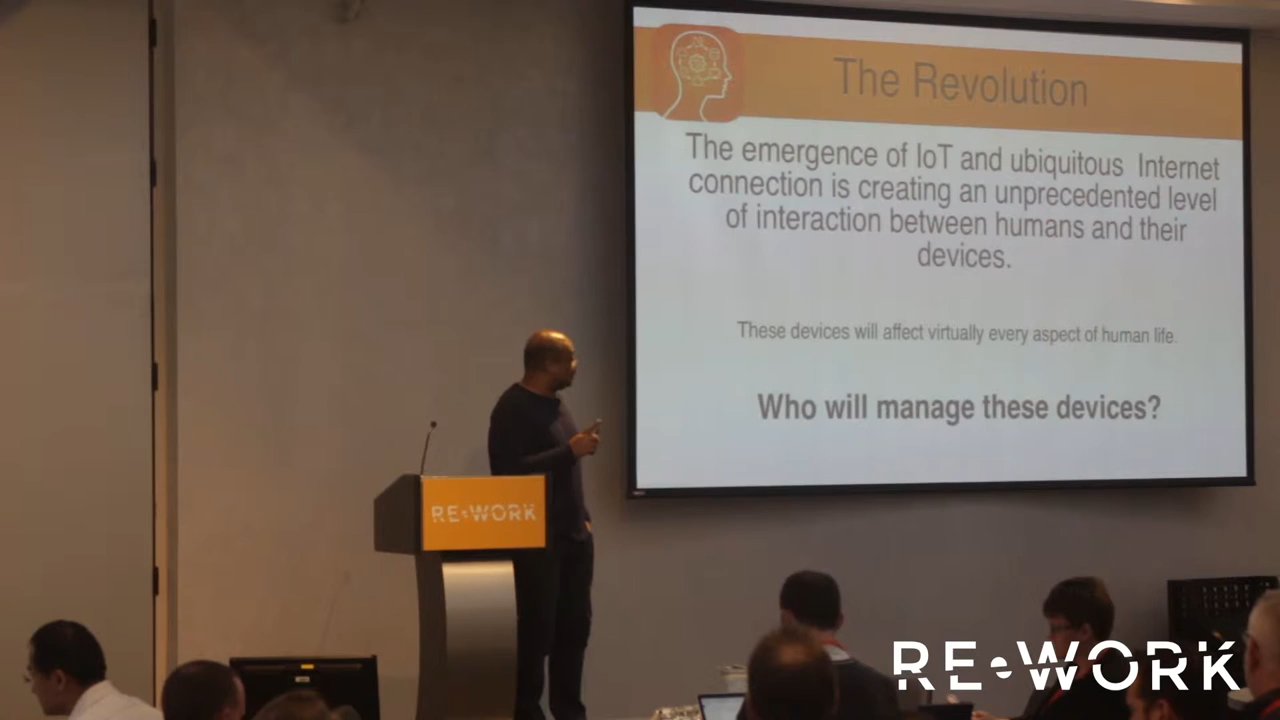 The Revolution
The emergence of IoT and ubiquitous Internet
connection is creating an unprecedented level
of interaction between humans and their
devices.
These devices will affect virtually every aspect of human life.
Who will manage these devices?
RE•WORK
RE•WORK